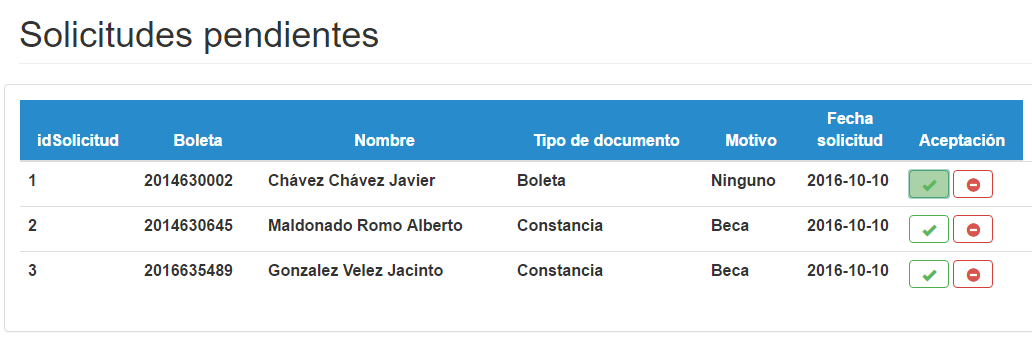 Solicitudes pendientes
idSolicitud Boleta Nombre Tipo de documento Motivo Fecha solicitud Aceptación
1 2014630002 Chávez Chávez Javier Boleta Ninguno 2016-10-10
2 2014630645 Maldonado Romo Alberto Constancia Beca 2016-10-10
3 2016635489 Gonzalez Velez Jacinto Constancia Beca 2016-10-10